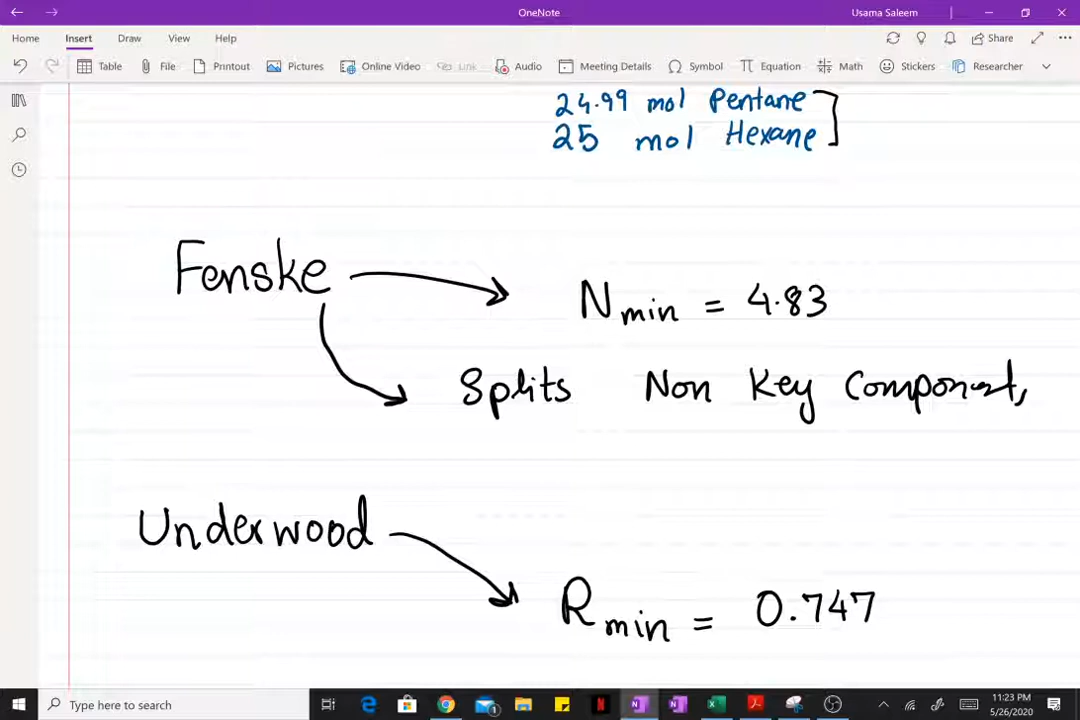 OneNote
Usama Saleem
Home Insert Draw View Help
Share
Table File Printout Pictures Online Video Link Audio Meeting Details Symbol Equation Math Stickers Researcher
24.99 mol Pentane
25 mol Hexane
Fenske
Nmin = 4.83
Splits Non Key Component,
Underwood
Rmin = 0.747
Type here to search
11:23 PM
5/26/2020